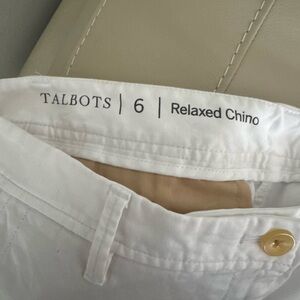 TALBOTS | 6 | Relaxed Chino